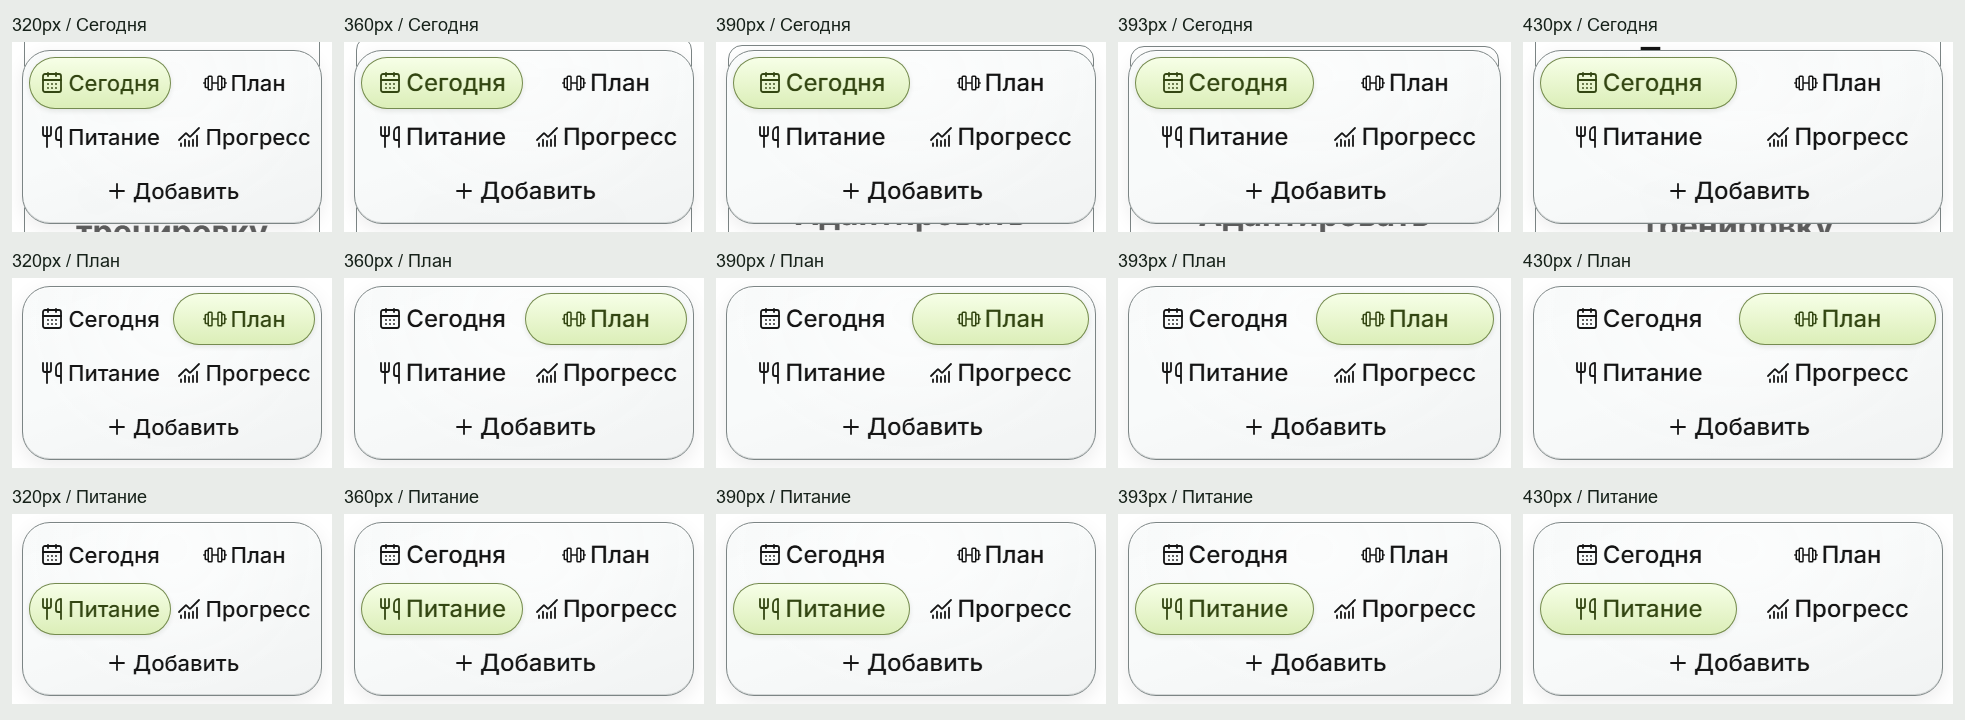 320px / Сегодня
360px / Сегодня
390px / Сегодня
393px / Сегодня
430px / Сегодня
Сегодня План
Питание Прогресс
+ Добавить
тренировку
Сегодня План
Питание Прогресс
+ Добавить
Сегодня План
Питание Прогресс
+ Добавить
Адаптировать
Сегодня План
Питание Прогресс
+ Добавить
Адаптировать
Сегодня План
Питание Прогресс
+ Добавить
тренировку
320px / План
360px / План
390px / План
393px / План
430px / План
Сегодня План
Питание Прогресс
+ Добавить
Сегодня План
Питание Прогресс
+ Добавить
Сегодня План
Питание Прогресс
+ Добавить
Сегодня План
Питание Прогресс
+ Добавить
Сегодня План
Питание Прогресс
+ Добавить
320px / Питание
360px / Питание
390px / Питание
393px / Питание
430px / Питание
Сегодня План
Питание Прогресс
+ Добавить
Сегодня План
Питание Прогресс
+ Добавить
Сегодня План
Питание Прогресс
+ Добавить
Сегодня План
Питание Прогресс
+ Добавить
Сегодня План
Питание Прогресс
+ Добавить